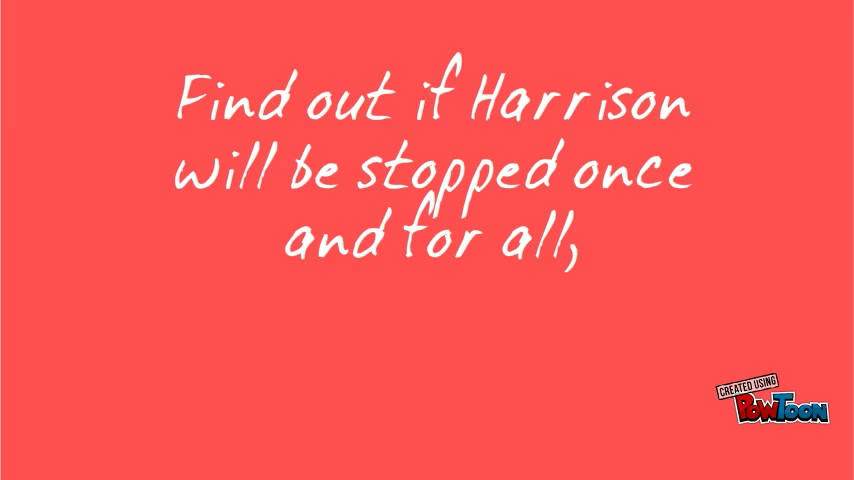 Find out if Harrison
will be stopped once
and for all,
CREATED USING
POWTOON